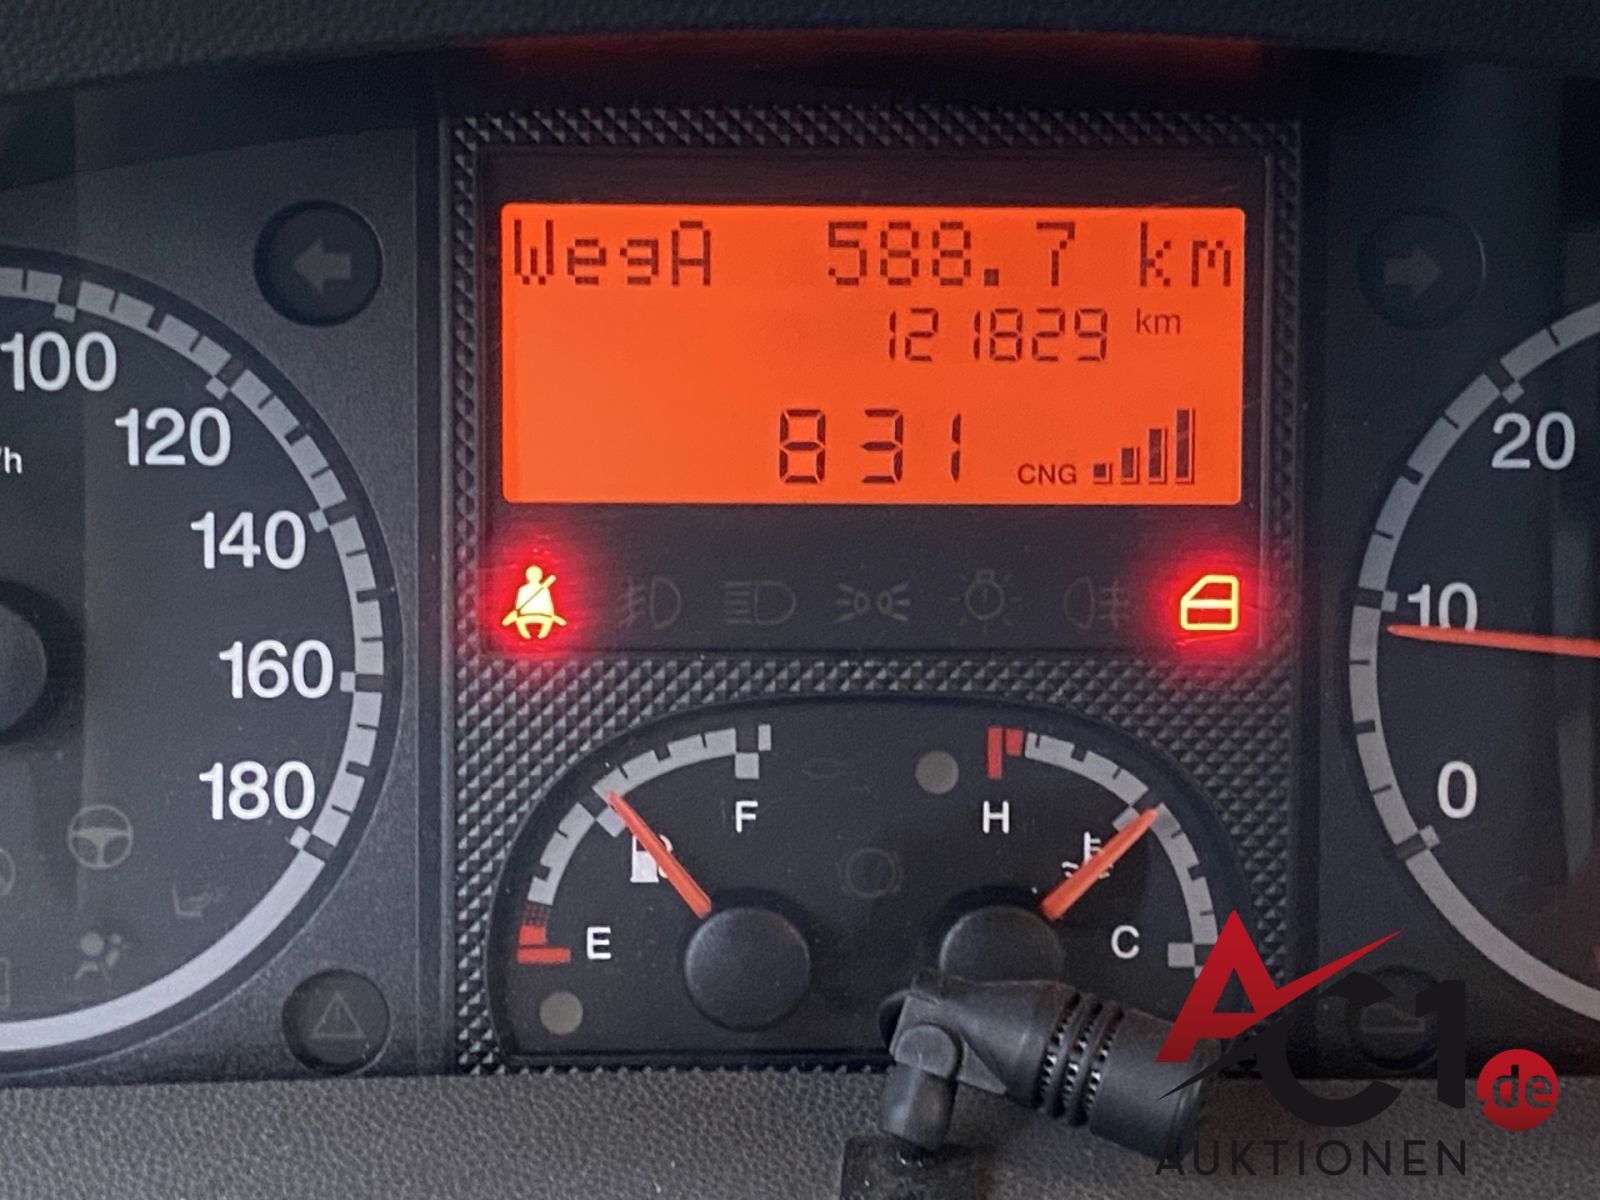 WegA 588.7 km
121829 km
831 CNG
100
120
/h
140
160
180
20
10
0
F
E
H
C
AC1.de
AUKTIONEN